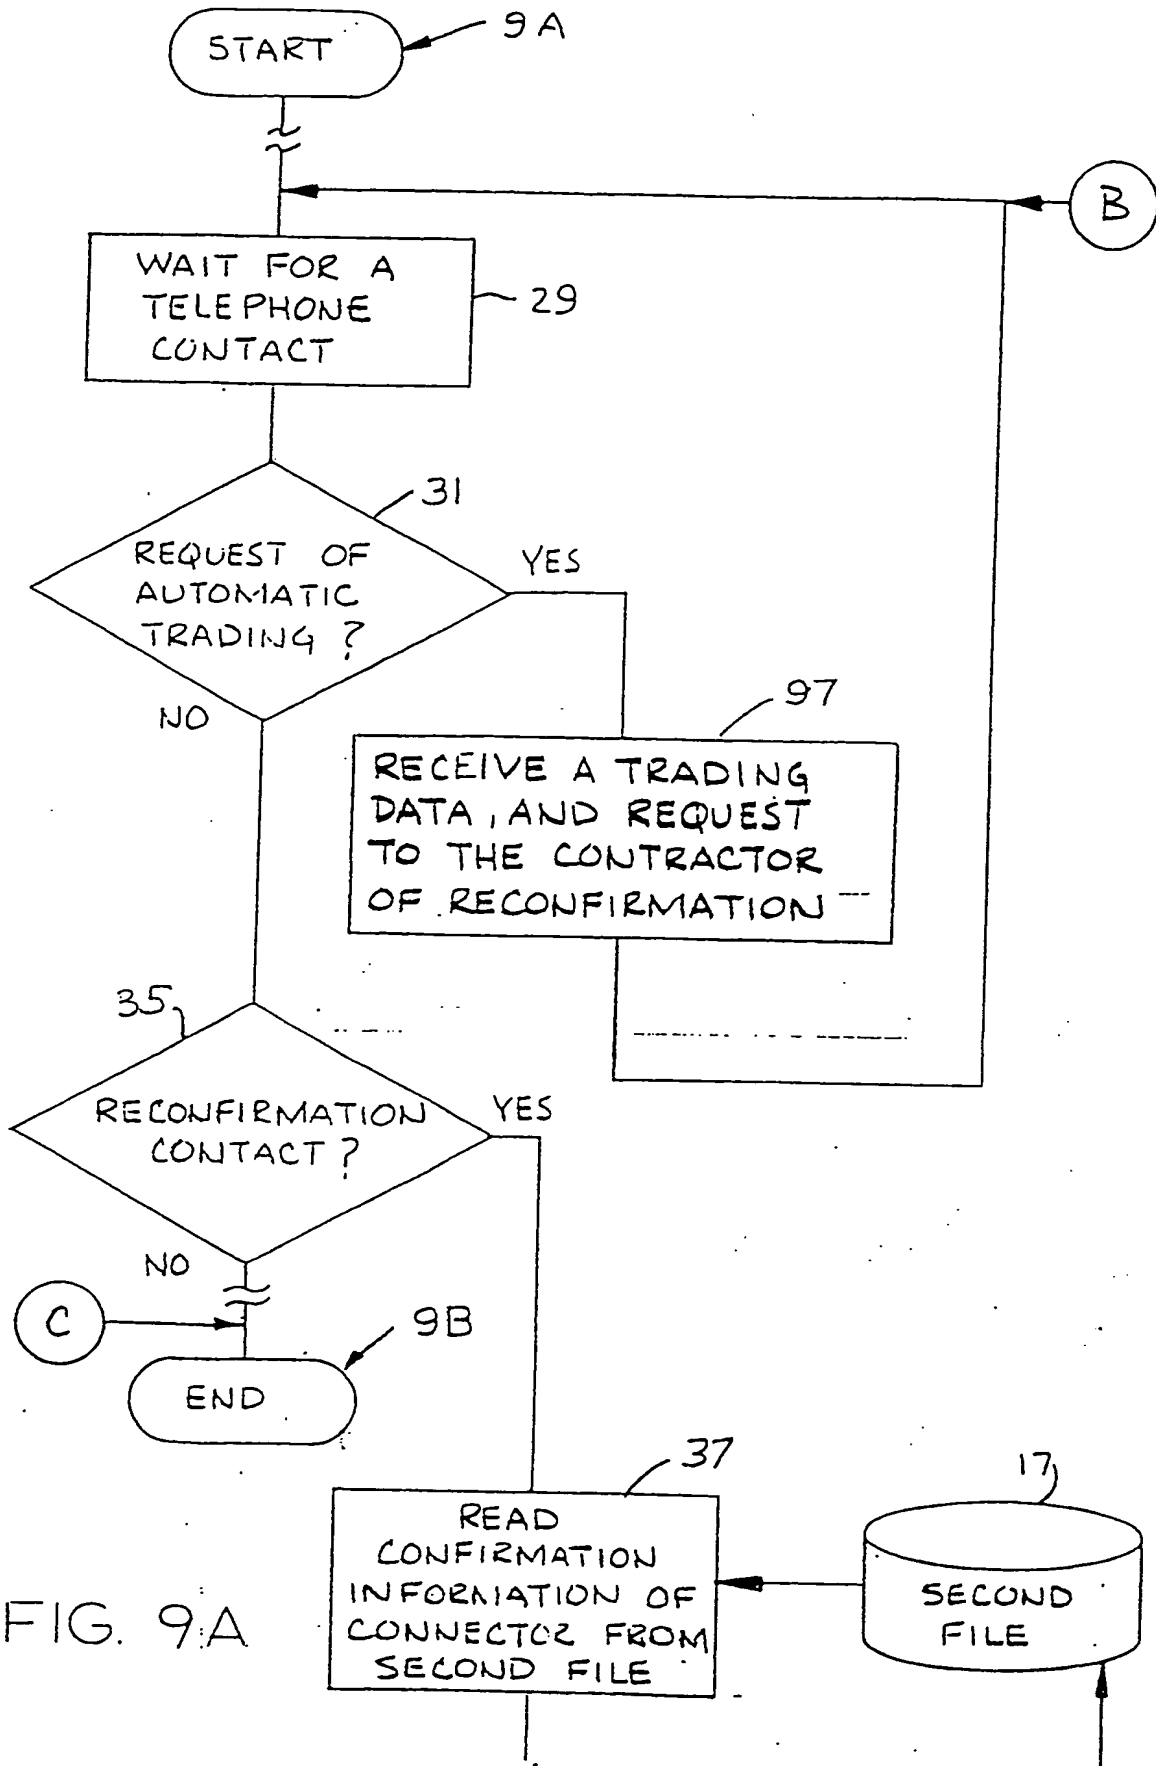 START
9A
B
WAIT FOR A
TELEPHONE
CONTACT
29
31
REQUEST OF
AUTOMATIC
TRADING ?
YES
NO
97
RECEIVE A TRADING
DATA, AND REQUEST
TO THE CONTRACTOR
OF RECONFIRMATION
35
RECONFIRMATION
CONTACT ?
YES
NO
C
9B
END
37
READ
CONFIRMATION
INFORMATION OF
CONNECTOR FROM
SECOND FILE
17
SECOND
FILE
FIG. 9A